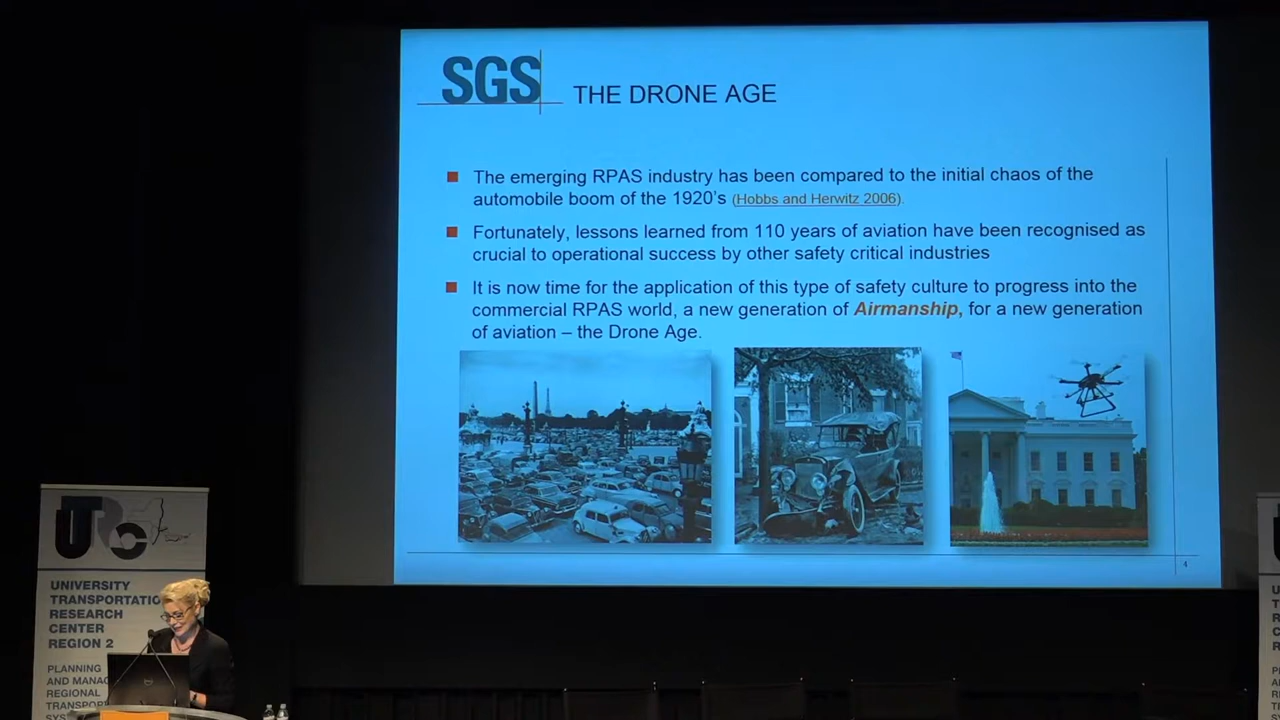 SGS
THE DRONE AGE
The emerging RPAS industry has been compared to the initial chaos of the
automobile boom of the 1920's (Hobbs and Herwitz 2006).
Fortunately, lessons learned from 110 years of aviation have been recognised as
crucial to operational success by other safety critical industries
It is now time for the application of this type of safety culture to progress into the
commercial RPAS world, a new generation of Airmanship, for a new generation
of aviation – the Drone Age.
4
UTRC
UNIVERSITY
TRANSPORTATIO
RESEARCH
CENTER
REGION 2
PLANNING
AND MANAG
REGIONAL
TRANSPOR
SYS